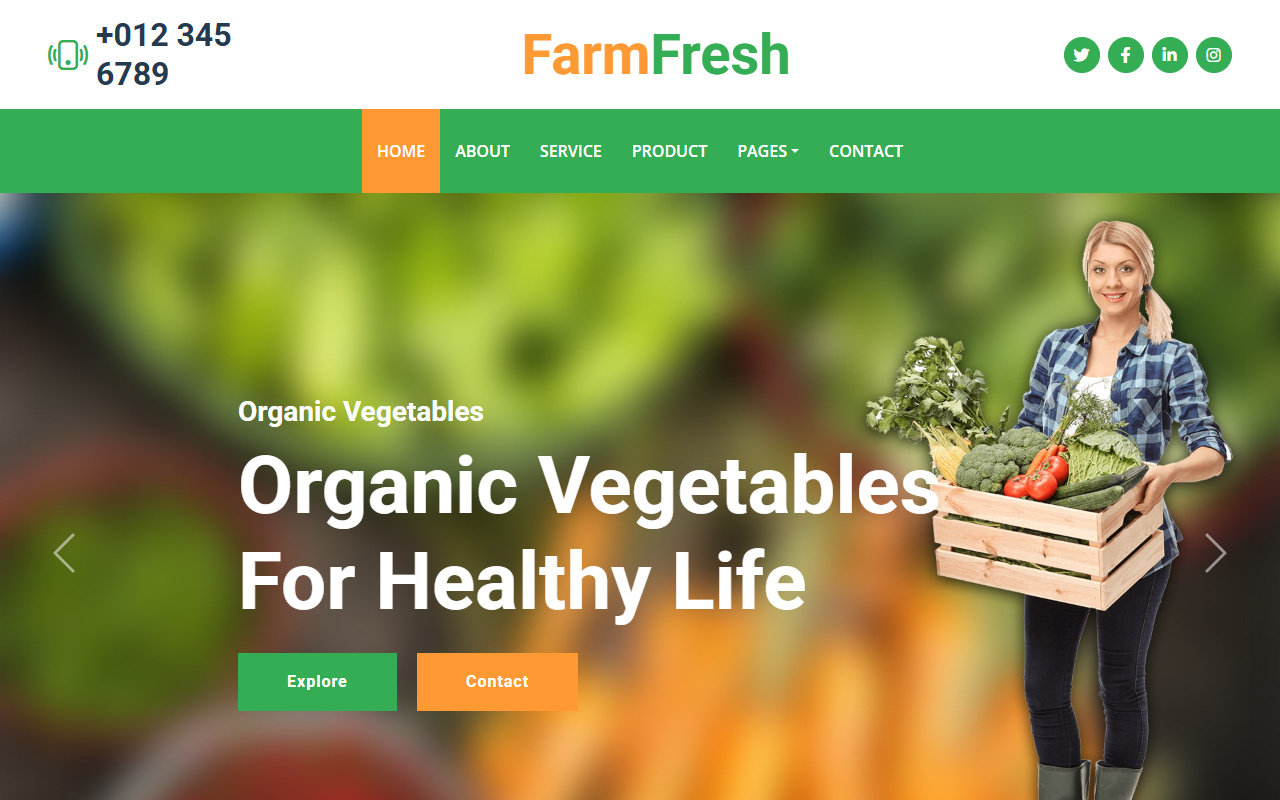 +012 345
6789
FarmFresh
HOME ABOUT SERVICE PRODUCT PAGES CONTACT
Organic Vegetables
Organic Vegetables
For Healthy Life
Explore Contact